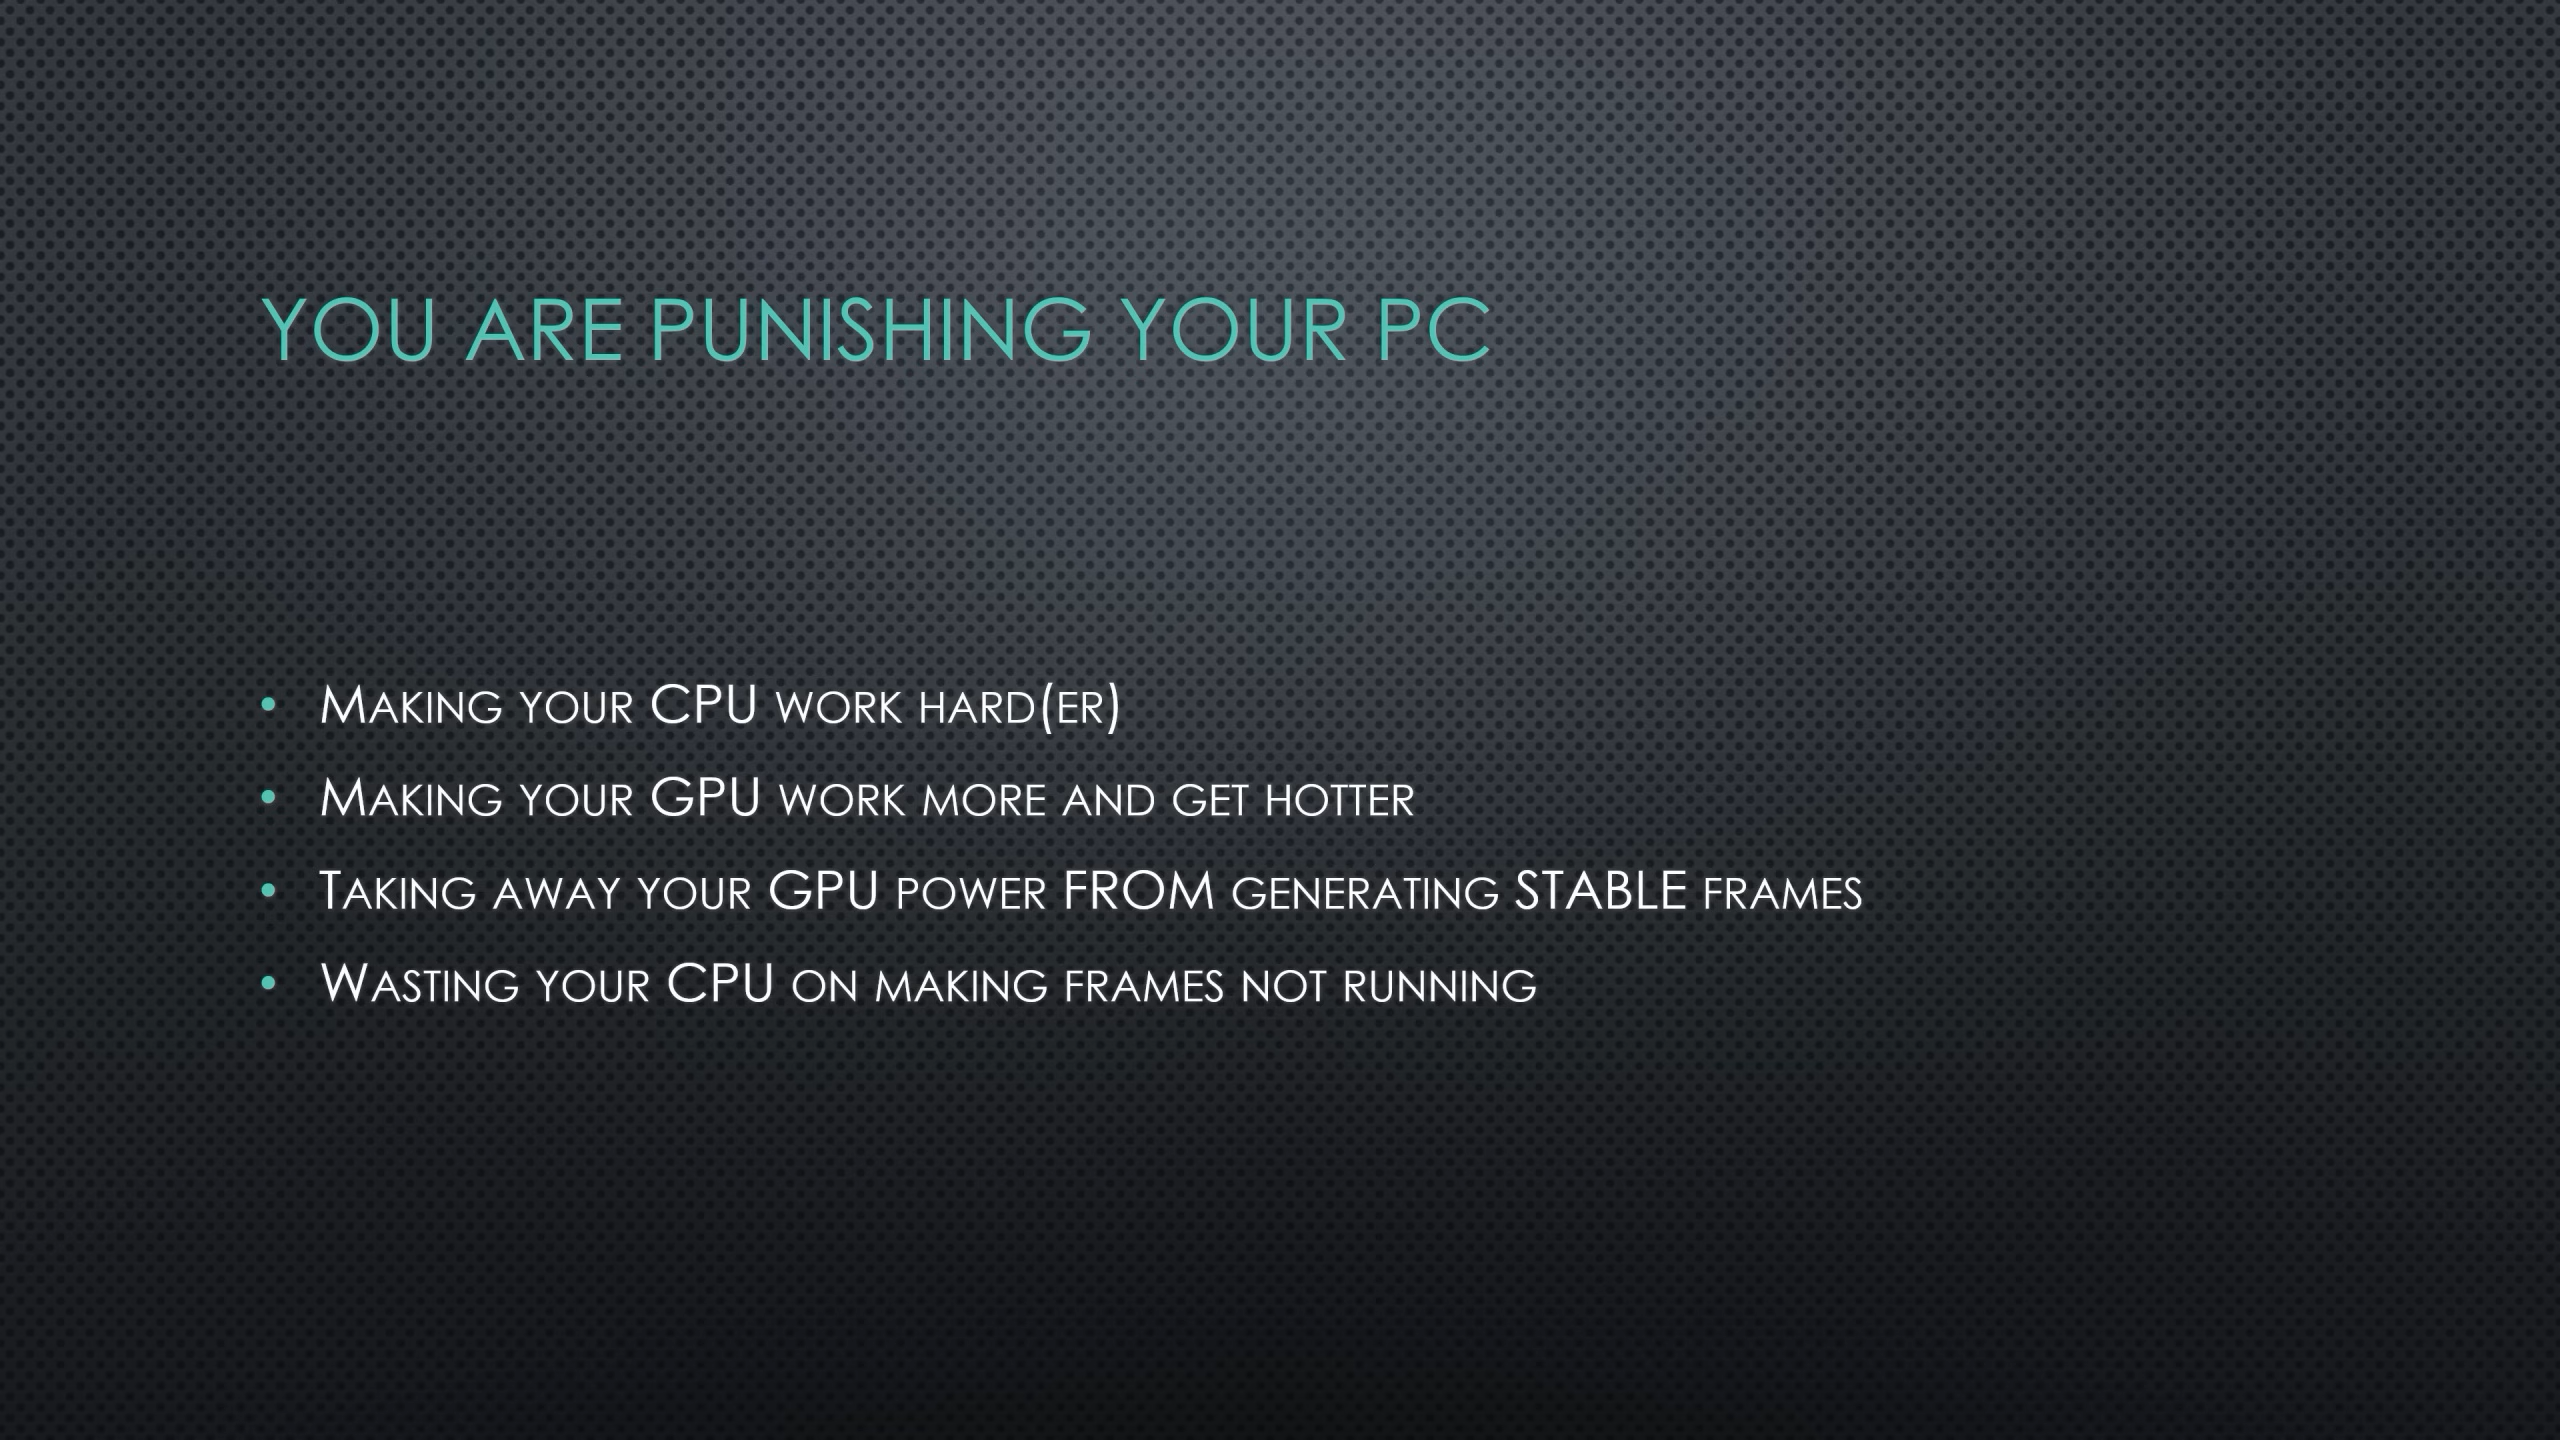 YOU ARE PUNISHING YOUR PC
• Making your CPU work hard(er)
• Making your GPU work more and get hotter
• Taking away your GPU power FROM generating STABLE frames
• Wasting your CPU on making frames not running